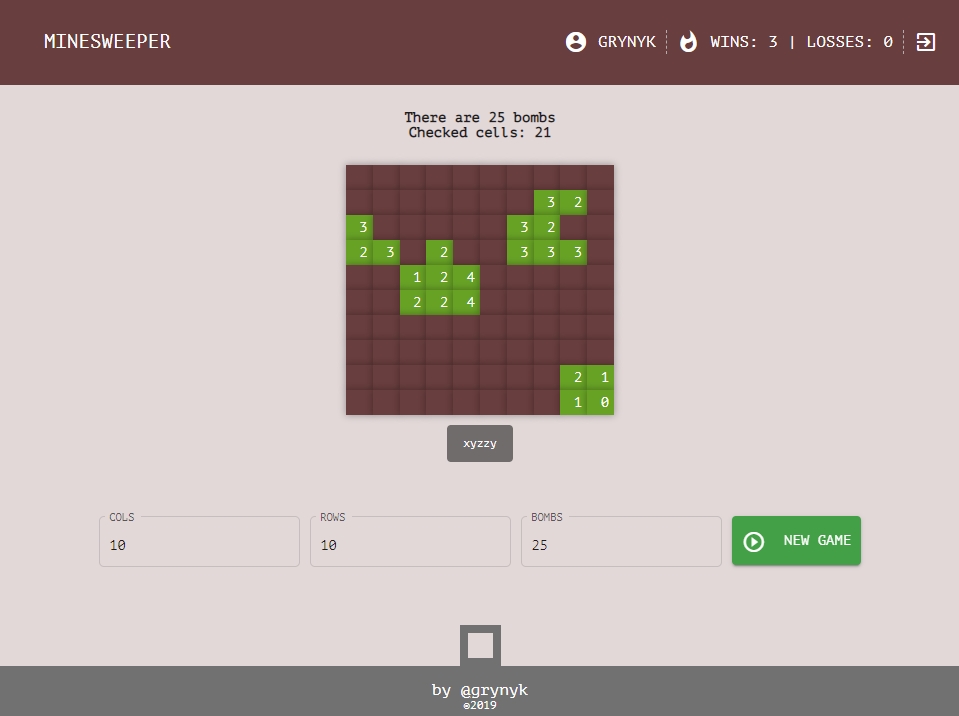 MINESWEEPER
GRYNYK
WINS: 3 | LOSSES: 0
There are 25 bombs
Checked cells: 21
3 2
3 3 2
2 3 2 3 3 3
1 2 4
2 2 4
2 1
1 0
xyzzy
COLS
10
ROWS
10
BOMBS
25
NEW GAME
by @grynyk
©2019